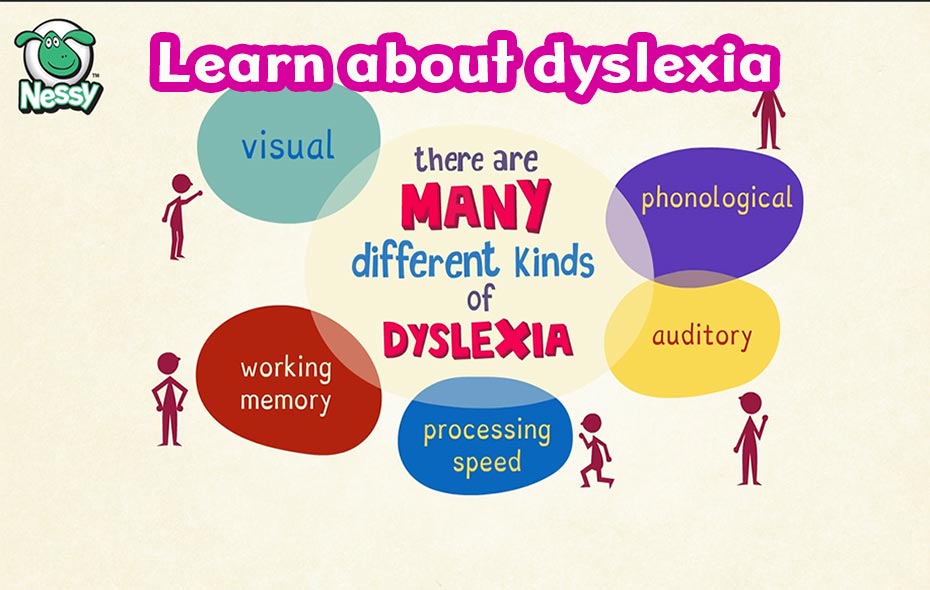 Nessy™
Learn about dyslexia
visual
there are
MANY
different kinds
of
DYSLEXIA
phonological
auditory
working
memory
processing
speed